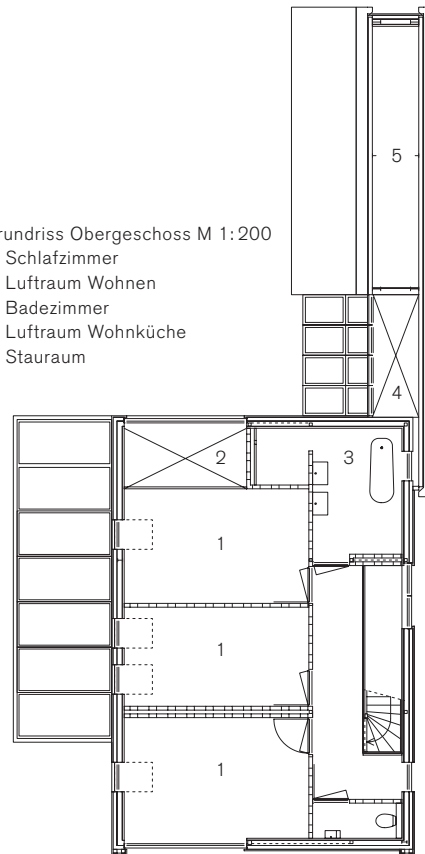 rundriss Obergeschoss M 1:200
Schlafzimmer
Luftraum Wohnen
Badezimmer
Luftraum Wohnküche
Stauraum
5
4
2
3
1
1
1